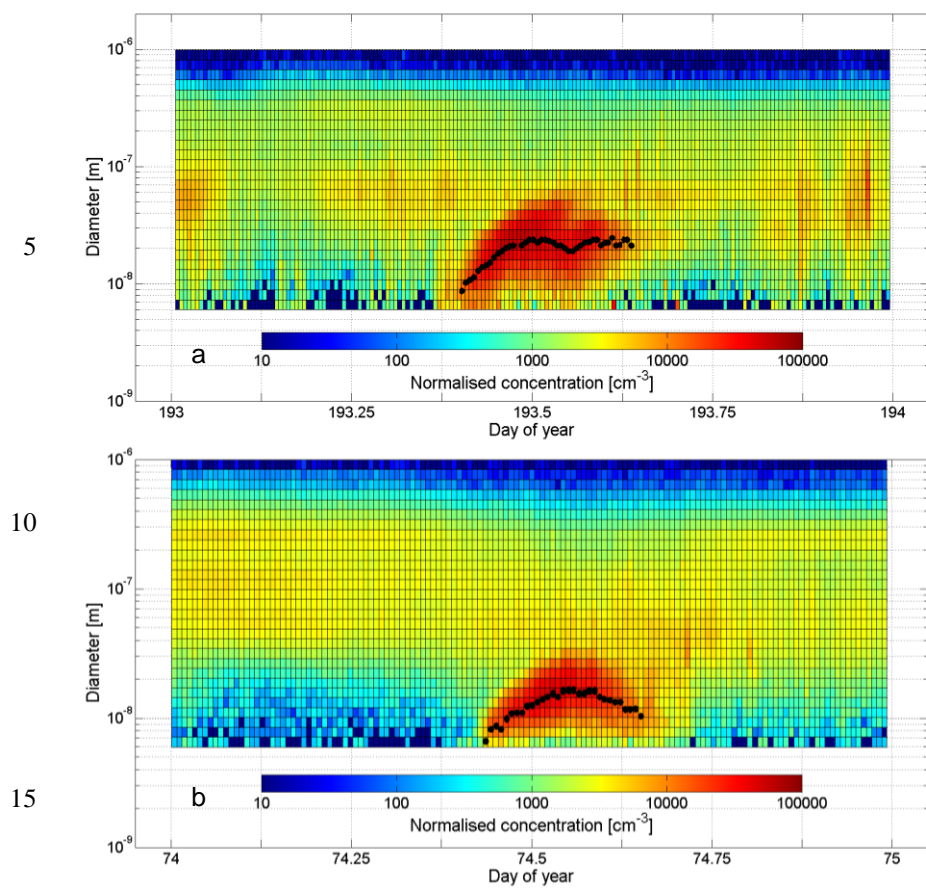 10⁻⁶
10⁻⁷
Diameter [m]
5
10⁻⁸
a
10 100 1000 10000 100000
Normalised concentration [cm⁻³]
10⁻⁹
193 193.25 193.5 193.75 194
Day of year
10⁻⁶
10
10⁻⁷
Diameter [m]
10⁻⁸
15
b
10 100 1000 10000 100000
Normalised concentration [cm⁻³]
10⁻⁹
74 74.25 74.5 74.75 75
Day of year